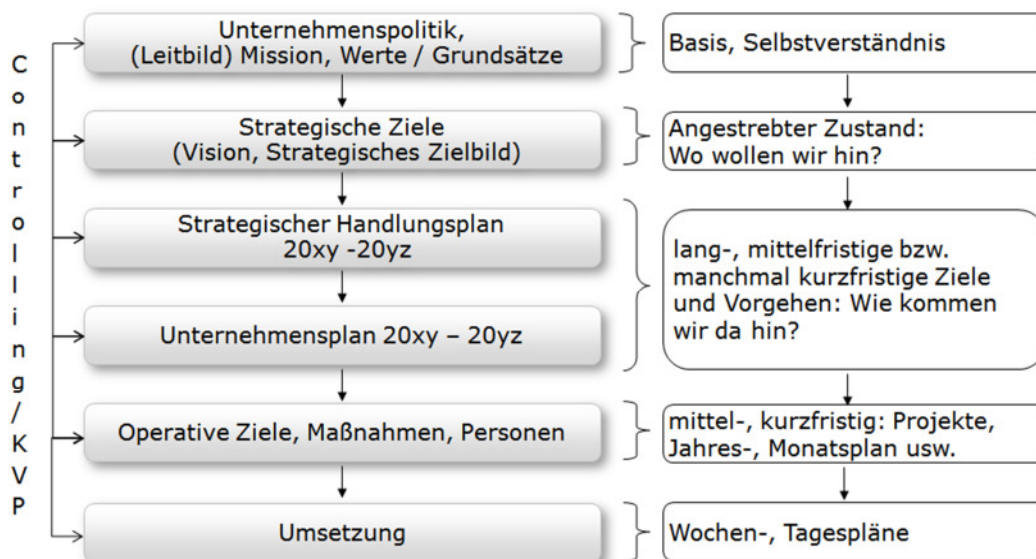 Controlling/KVP
Unternehmenspolitik,
(Leitbild) Mission, Werte / Grundsätze
Basis, Selbstverständnis
Strategische Ziele
(Vision, Strategisches Zielbild)
Angestrebter Zustand:
Wo wollen wir hin?
Strategischer Handlungsplan
20xy -20yz
Unternehmensplan 20xy – 20yz
lang-, mittelfristige bzw.
manchmal kurzfristige Ziele
und Vorgehen: Wie kommen
wir da hin?
Operative Ziele, Maßnahmen, Personen
mittel-, kurzfristig: Projekte,
Jahres-, Monatsplan usw.
Umsetzung
Wochen-, Tagespläne